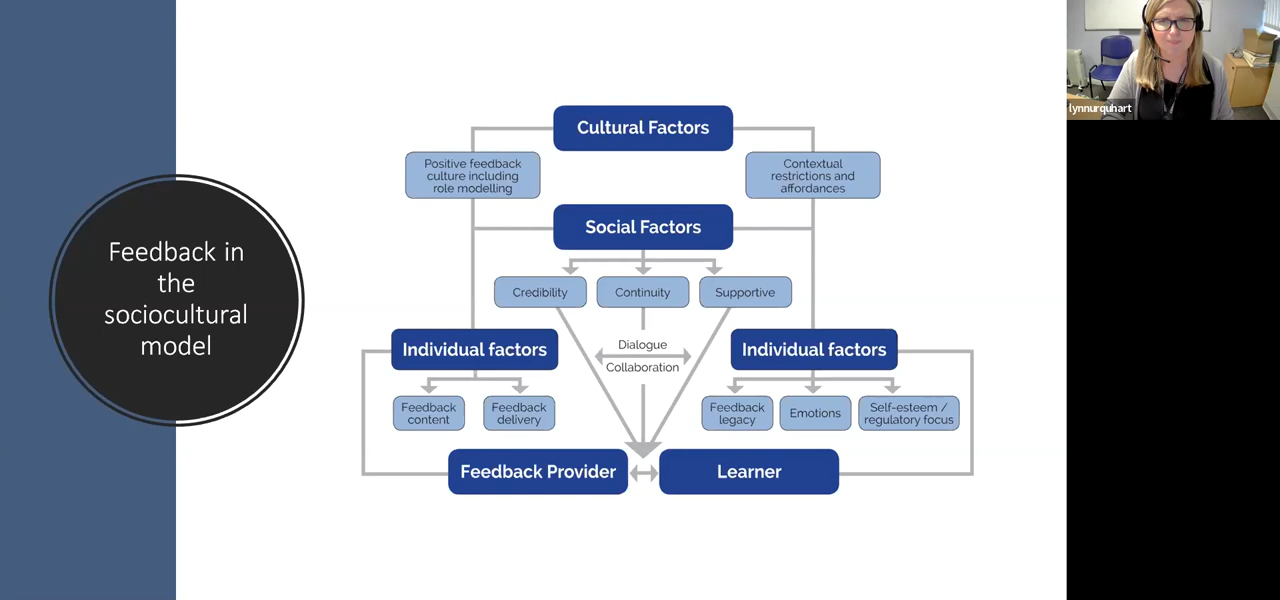 Feedback in
the
sociocultural
model
Cultural Factors
Positive feedback
culture including
role modelling
Contextual
restrictions and
affordances
Social Factors
Credibility
Continuity
Supportive
Dialogue
Collaboration
Individual factors
Feedback
content
Feedback
delivery
Individual factors
Feedback
legacy
Emotions
Self-esteem /
regulatory focus
Feedback Provider
Learner
lynnurquhart